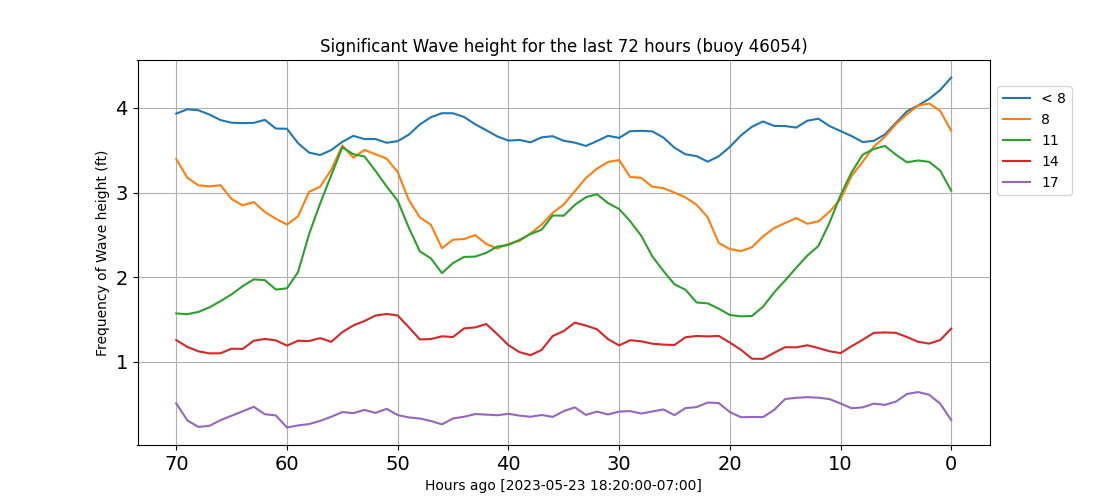 Significant Wave height for the last 72 hours (buoy 46054)
Frequency of Wave height (ft)
4
3
2
1
70 60 50 40 30 20 10 0
Hours ago [2023-05-23 18:20:00-07:00]
< 8
8
11
14
17